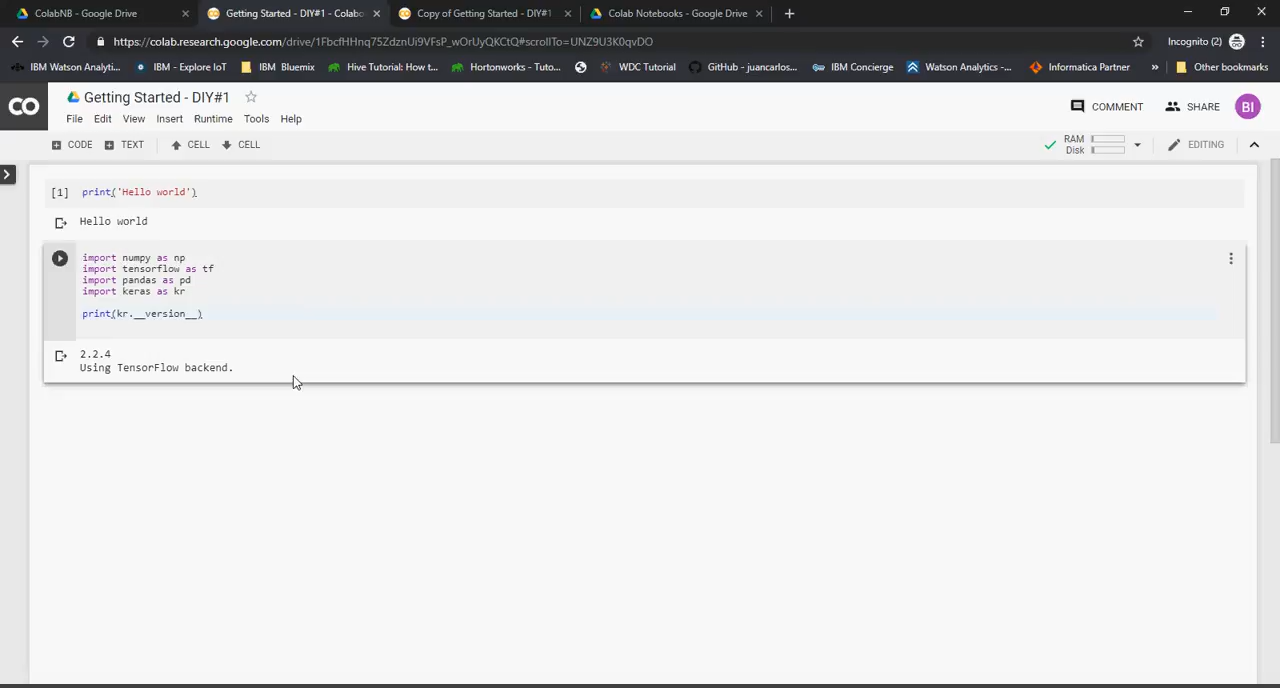 ColabNB - Google Drive
Getting Started - DIY#1 - Colabo
Copy of Getting Started - DIY#1
Colab Notebooks - Google Drive
https://colab.research.google.com/drive/1FbcfHHnq75ZdznUi9VFsP_wOrUyQKCtQ#scrollTo=UNZ9U3K0qvDO
Incognito (2)
IBM Watson Analyti...
IBM - Explore IoT
IBM Bluemix
Hive Tutorial: How t...
Hortonworks - Tuto...
WDC Tutorial
GitHub - juancarlos...
IBM Concierge
Watson Analytics -...
Informatica Partner
»
Other bookmarks
CO
Getting Started - DIY#1
COMMENT
SHARE
BI
File Edit View Insert Runtime Tools Help
CODE TEXT CELL CELL
RAM
Disk
EDITING
[1] print('Hello world')
Hello world
import numpy as np
import tensorflow as tf
import pandas as pd
import keras as kr
print(kr.__version__)
2.2.4
Using TensorFlow backend.